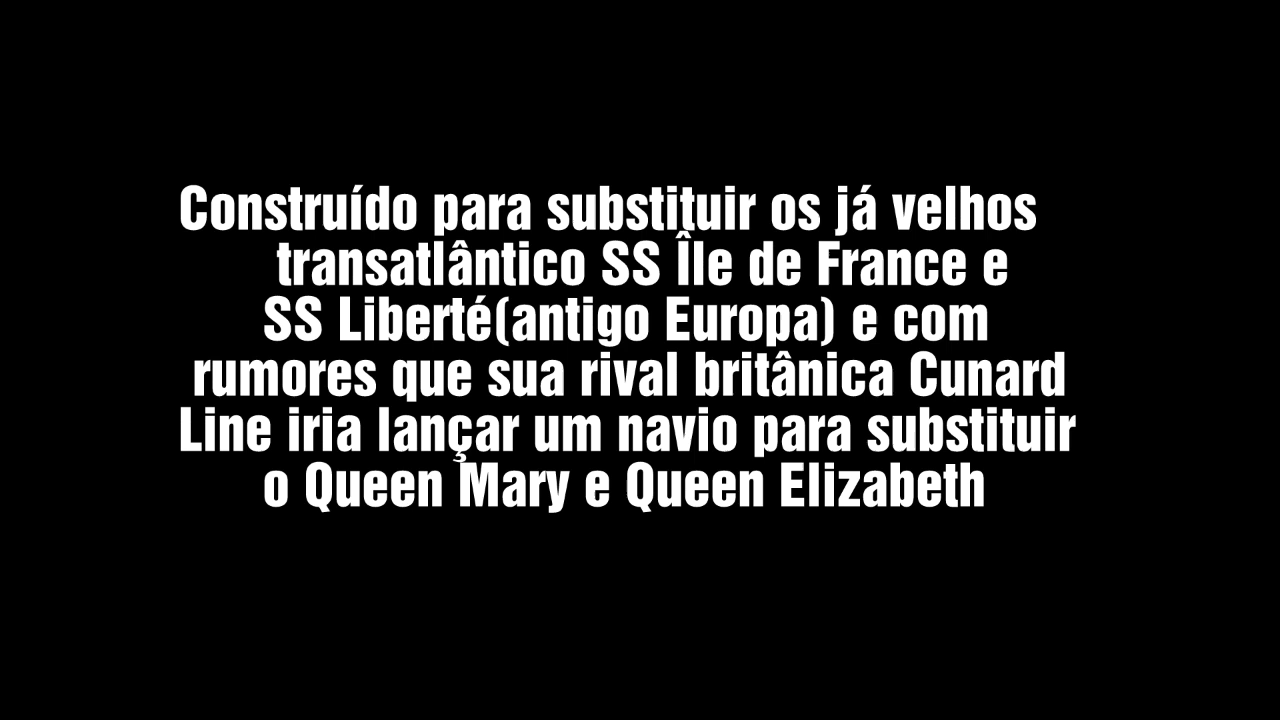 Construído para substituir os já velhos
transatlântico SS Île de France e
SS Liberté(antigo Europa) e com
rumores que sua rival britânica Cunard
Line iria lançar um navio para substituir
o Queen Mary e Queen Elizabeth